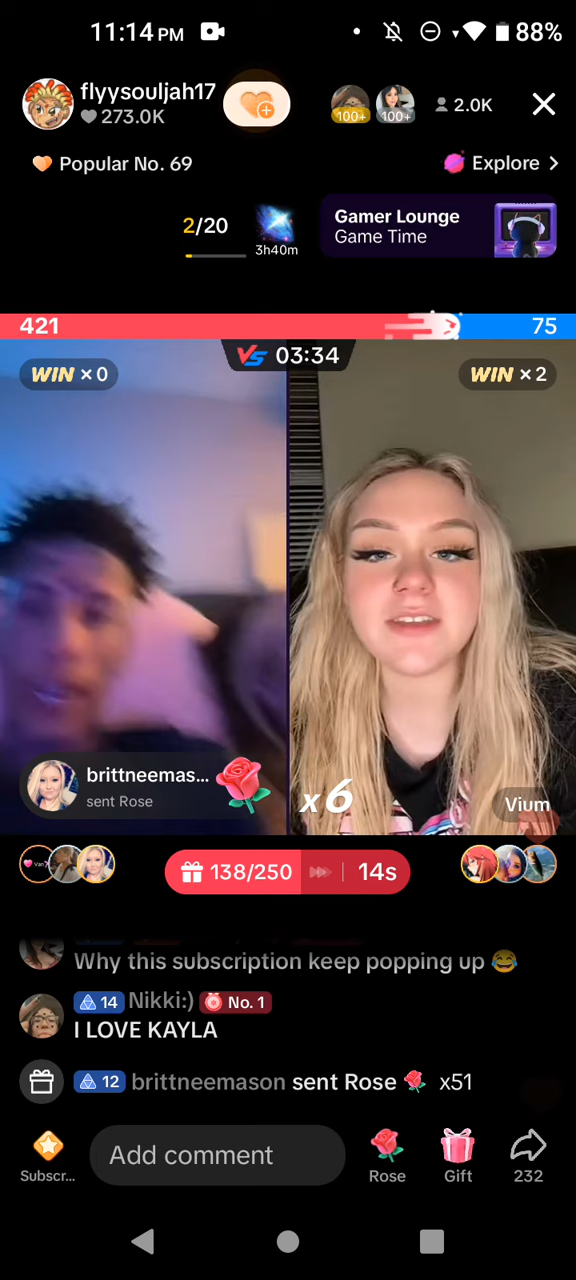 11:14 PM
88%
flyysouljah17
273.0K
100+
100+
2.0K
Popular No. 69
Explore >
2/20
3h40m
Gamer Lounge
Game Time
421
75
VS 03:34
WIN × 0
WIN × 2
brittneemas...
sent Rose
x6
Vium
138/250
14s
Why this subscription keep popping up 😂
14 Nikki:) No. 1
I LOVE KAYLA
12 brittneemason sent Rose 🌹 x51
Subscr...
Add comment
Rose
Gift
232